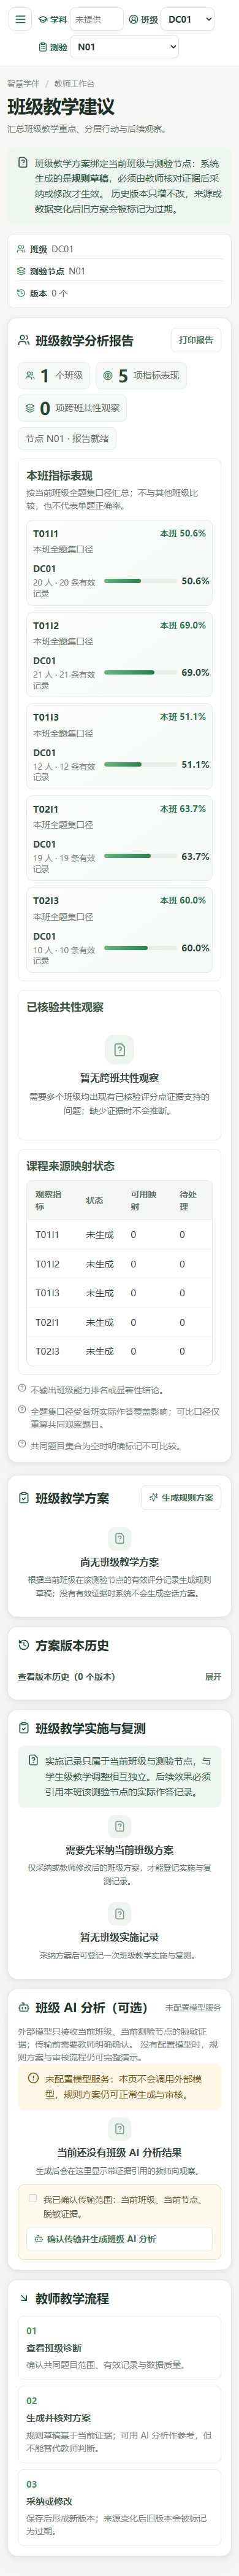 学科 未提供 班级 DC01
测验 N01
智慧学伴 / 教师工作台
班级教学建议
汇总班级教学重点、分层行动与后续观察。
班级教学方案绑定当前班级与测验节点：系统
生成的是规则草稿，必须由教师核对证据后采
纳或修改才生效。 历史版本只增不改，来源或
数据变化后旧方案会被标记为过期。
班级 DC01
测验节点 N01
版本 0 个
班级教学分析报告 打印报告
1 个班级
5 项指标表现
0 项跨班共性观察
节点 N01 · 报告就绪
本班指标表现
按当前班级全题集口径汇总；不与其他班级比
较，也不代表单题正确率。
T01I1 本班 50.6%
本班全题集口径
DC01
20 人 · 20 条有效
记录
50.6%
T01I2 本班 69.0%
本班全题集口径
DC01
21 人 · 21 条有效
记录
69.0%
T01I3 本班 51.1%
本班全题集口径
DC01
12 人 · 12 条有效
记录
51.1%
T02I1 本班 63.7%
本班全题集口径
DC01
19 人 · 19 条有效
记录
63.7%
T02I3 本班 60.0%
本班全题集口径
DC01
10 人 · 10 条有效
记录
60.0%
已核验共性观察
暂无跨班共性观察
需要多个班级均出现有已核验评分点证据支持的
问题；缺少证据时不会推断。
课程来源映射状态
观察指标 状态 可用映射 待处理
T01I1 未生成 0 0
T01I2 未生成 0 0
T01I3 未生成 0 0
T02I1 未生成 0 0
T02I3 未生成 0 0
不输出班级能力排名或显著性结论。
全题集口径受各班实际作答覆盖影响；可比口径仅
重算共同观察题目。
共同题目集合为空时明确标记不可比较。
班级教学方案 生成规则方案
尚无班级教学方案
根据当前班级在该测验节点的有效评分记录生成规则
草稿；没有有效证据时系统不会生成空话方案。
方案版本历史
查看版本历史（0 个版本） 展开
班级教学实施与复测
实施记录只属于当前班级与测验节点，与
学生级教学调整相互独立。后续效果必须
引用本班该测验节点的实际作答记录。
需要先采纳当前班级方案
仅采纳或教师修改后的班级方案，才能登记实施与复
测记录。
暂无班级实施记录
采纳方案后可登记一次班级教学实施与复测。
班级 AI 分析（可选） 未配置模型服务
外部模型只接收当前班级、当前测验节点的脱敏证
据；传输前需要教师明确确认。 没有配置模型时，规
则方案与审核流程仍可完整演示。
未配置模型服务：本页不会调用外部模
型，规则方案仍可正常生成与审核。
当前还没有班级 AI 分析结果
生成后会在这里显示带证据引用的教师向观察。
我已确认传输范围：当前班级、当前节点、
脱敏证据。
确认传输并生成班级 AI 分析
教师教学流程
01
查看班级诊断
确认共同题目范围、有效记录与数据质量。
02
生成并核对方案
规则草稿基于当前证据；可用 AI 分析作参考，但
不能替代教师判断。
03
采纳或修改
保存后形成新版本；来源变化后旧版本会被标记
为过期。